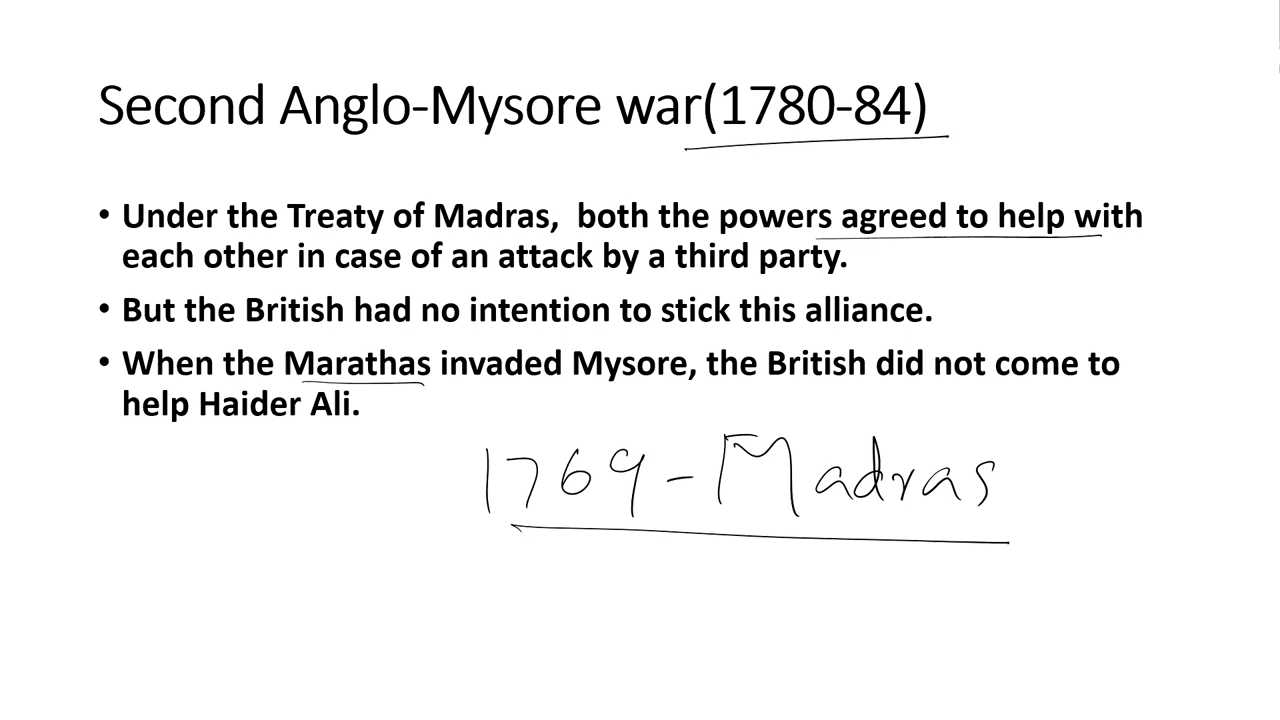 Second Anglo-Mysore war(1780-84)
• Under the Treaty of Madras, both the powers agreed to help with
each other in case of an attack by a third party.
• But the British had no intention to stick this alliance.
• When the Marathas invaded Mysore, the British did not come to
help Haider Ali.
1769 - Madras